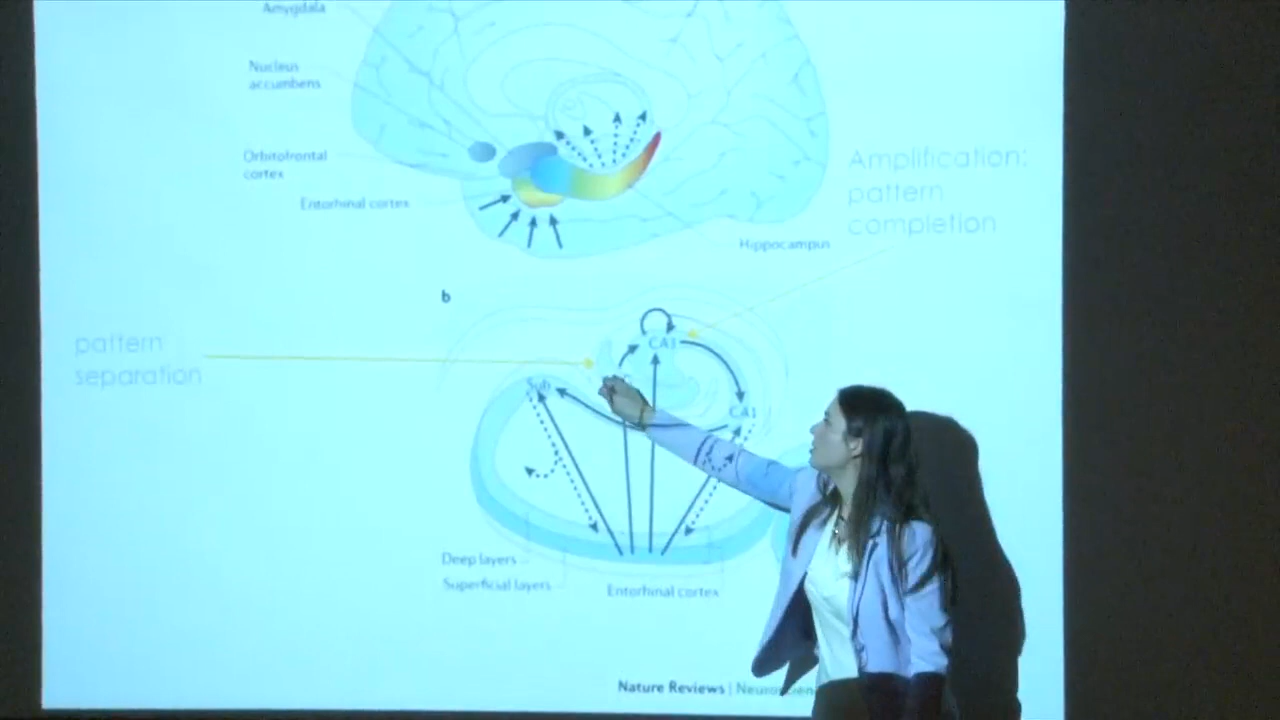 Amygdala
Nucleus
accumbens
Orbitofrontal
cortex
Entorhinal cortex
Amplification:
pattern
completion
Hippocampus
b
pattern
separation
CA3
Sub
CA1
Deep layers
Superficial layers
Entorhinal cortex
Nature Reviews |